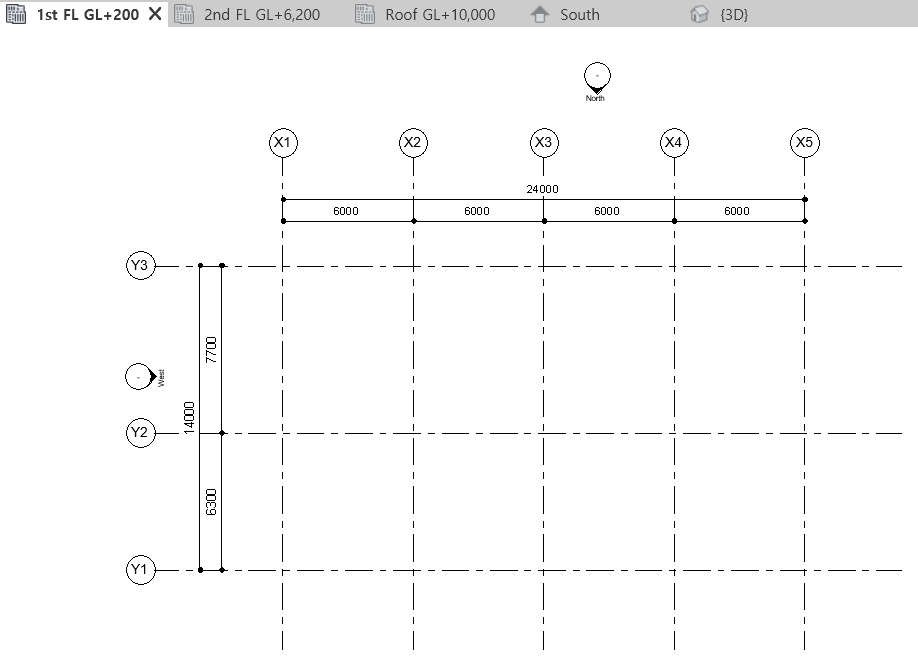 1st FL GL+200 2nd FL GL+6,200 Roof GL+10,000 South {3D}
North
X1 X2 X3 X4 X5
24000
6000 6000 6000 6000
Y3
7700
West
14000
Y2
6300
Y1